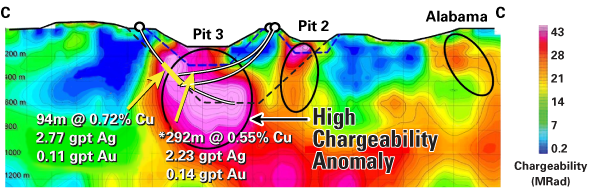 C
Pit 3
Pit 2
Alabama
C
200 m
400 m
600 m
800m
1000m
1200 m
94m @ 0.72% Cu
2.77 gpt Ag
0.11 gpt Au
*292m @ 0.55% Cu
2.23 gpt Ag
0.14 gpt Au
High
Chargeability
Anomaly
43
28
21
14
7
0.2
Chargeability
(MRad)